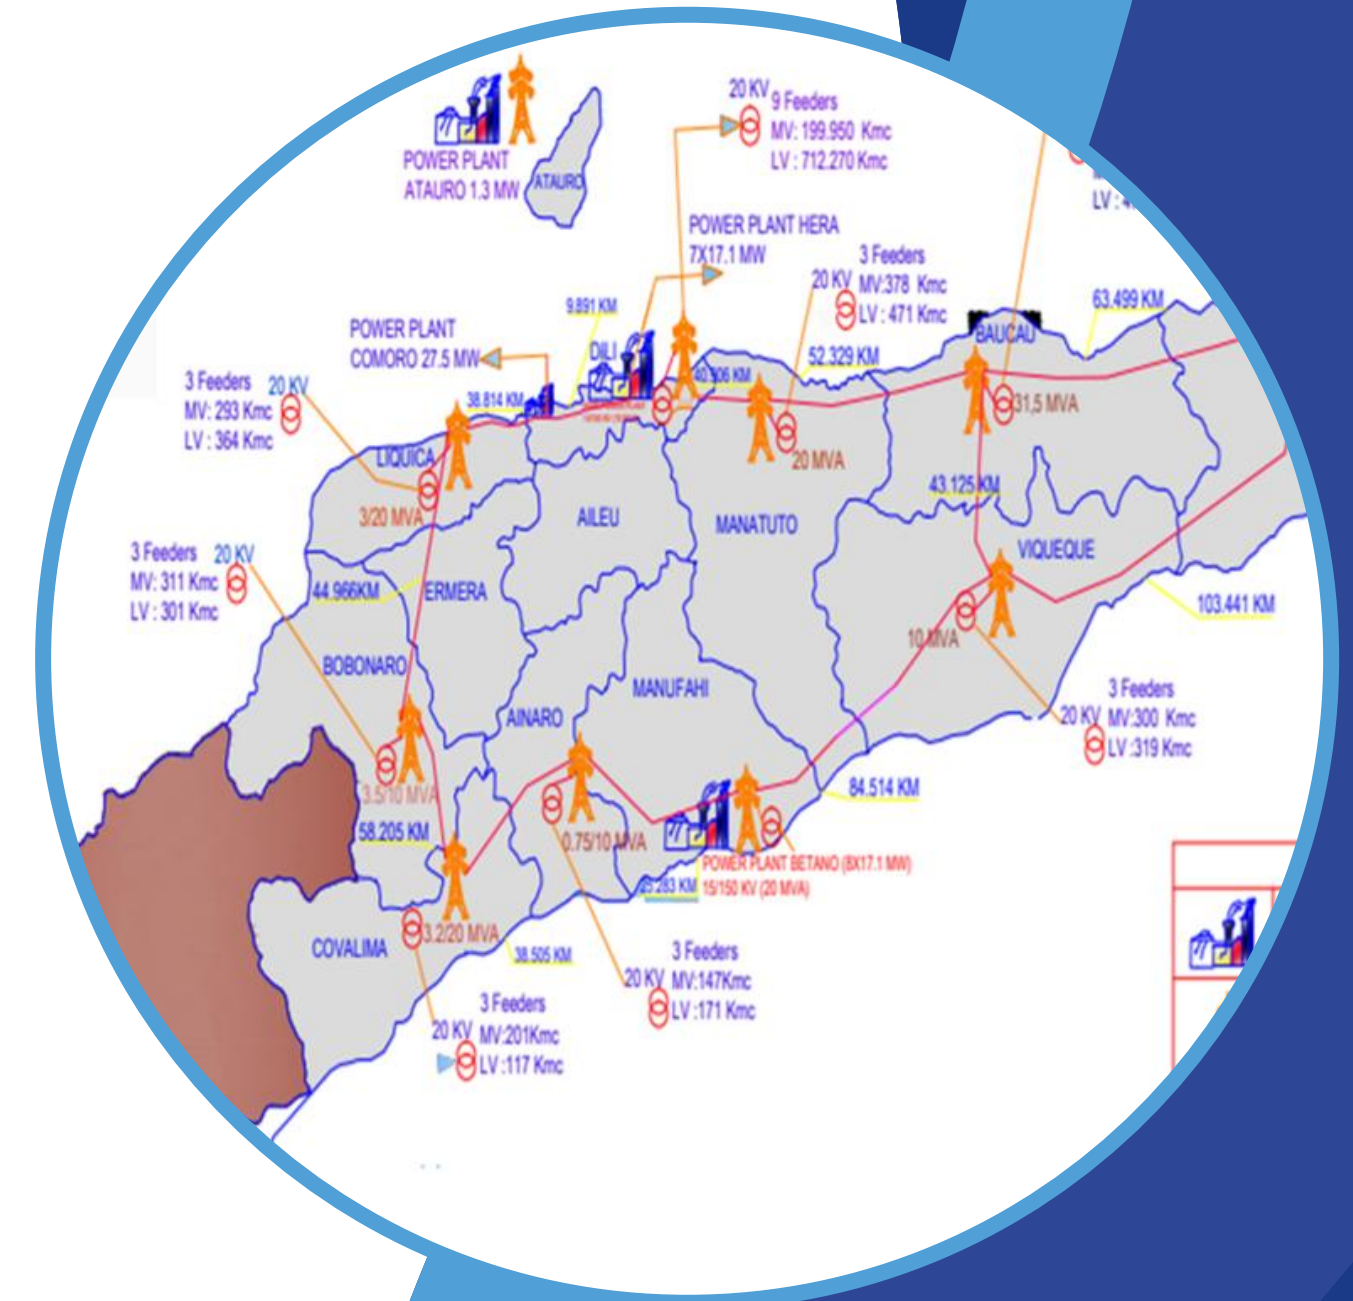 20 KV
9 Feeders
MV: 199.950 Kmc
LV : 712.270 Kmc
POWER PLANT
ATAURO 1.3 MW
ATAURO
LV : 4
POWER PLANT HERA
7X17.1 MW
3 Feeders
20 KV
MV:378 Kmc
LV : 471 Kmc
63.499 KM
9.891 KM
POWER PLANT
COMORO 27.5 MW
BAUCAU
DILI
52.329 KM
3 Feeders
20 KV
MV: 293 Kmc
LV : 364 Kmc
38.814 KM
31,5 MVA
LIQUICA
20 MVA
43.125 KM
3/20 MVA
AILEU
MANATUTO
VIQUEQUE
3 Feeders
20 KV
MV: 311 Kmc
LV : 301 Kmc
44.966KM
ERMERA
103.441 KM
10 MVA
BOBONARO
MANUFAHI
AINARO
3 Feeders
20 KV
MV:300 Kmc
LV :319 Kmc
3.5/10 MVA
84.514 KM
58.205 KM
0.75/10 MVA
POWER PLANT BETANO (8X17.1 MW)
15/150 KV (20 MVA)
KM
3.2/20 MVA
COVALIMA
38.505 KM
3 Feeders
20 KV
MV:147Kmc
LV :171 Kmc
3 Feeders
20 KV
MV:201Kmc
LV :117 Kmc